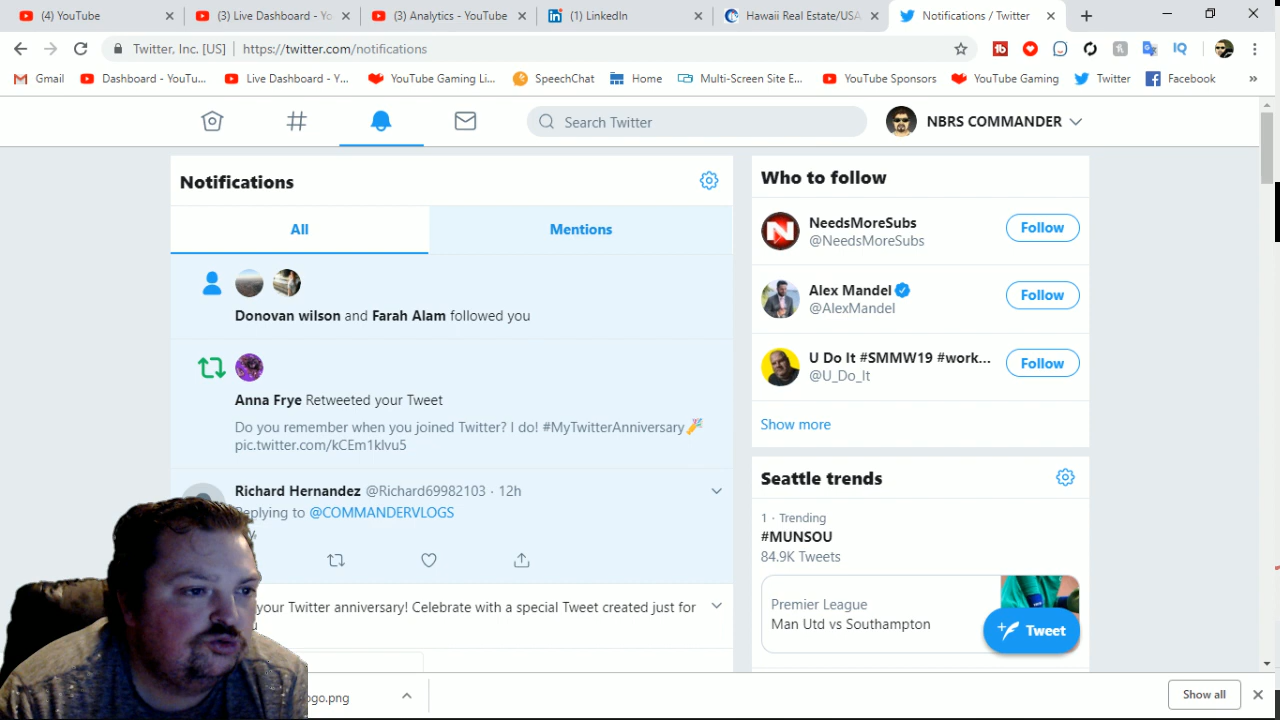 (4) YouTube
(3) Live Dashboard - Yo
(3) Analytics - YouTube
(1) LinkedIn
Hawaii Real Estate/USA
Notifications / Twitter
Twitter, Inc. [US] | https://twitter.com/notifications
Gmail
Dashboard - YouTu...
Live Dashboard - Y...
YouTube Gaming Li...
SpeechChat
Home
Multi-Screen Site E...
YouTube Sponsors
YouTube Gaming
Twitter
Facebook
Search Twitter
NBRS COMMANDER
Notifications
All
Mentions
Donovan wilson and Farah Alam followed you
Anna Frye Retweeted your Tweet
Do you remember when you joined Twitter? I do! #MyTwitterAnniversary
pic.twitter.com/kCEm1klvu5
Richard Hernandez @Richard69982103 · 12h
Replying to @COMMANDERVLOGS
your Twitter anniversary! Celebrate with a special Tweet created just for
Who to follow
NeedsMoreSubs
@NeedsMoreSubs
Follow
Alex Mandel
@AlexMandel
Follow
U Do It #SMMW19 #work...
@U_Do_It
Follow
Show more
Seattle trends
1 · Trending
#MUNSOU
84.9K Tweets
Premier League
Man Utd vs Southampton
Tweet
ogo.png
Show all